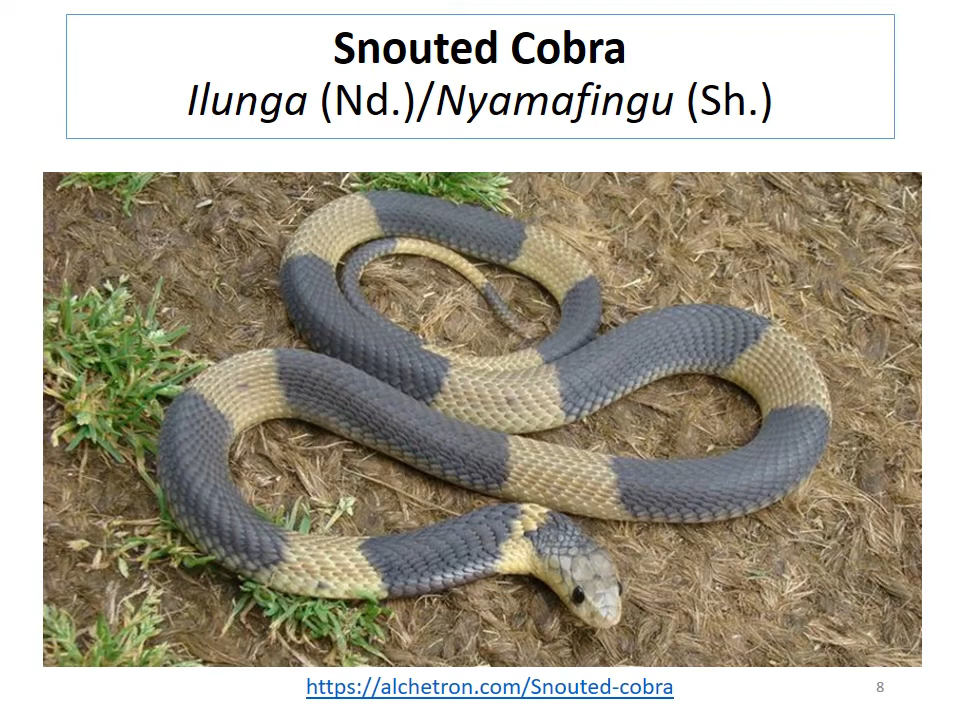 Snouted Cobra
Ilunga (Nd.)/Nyamafingu (Sh.)
https://alchetron.com/Snouted-cobra
8